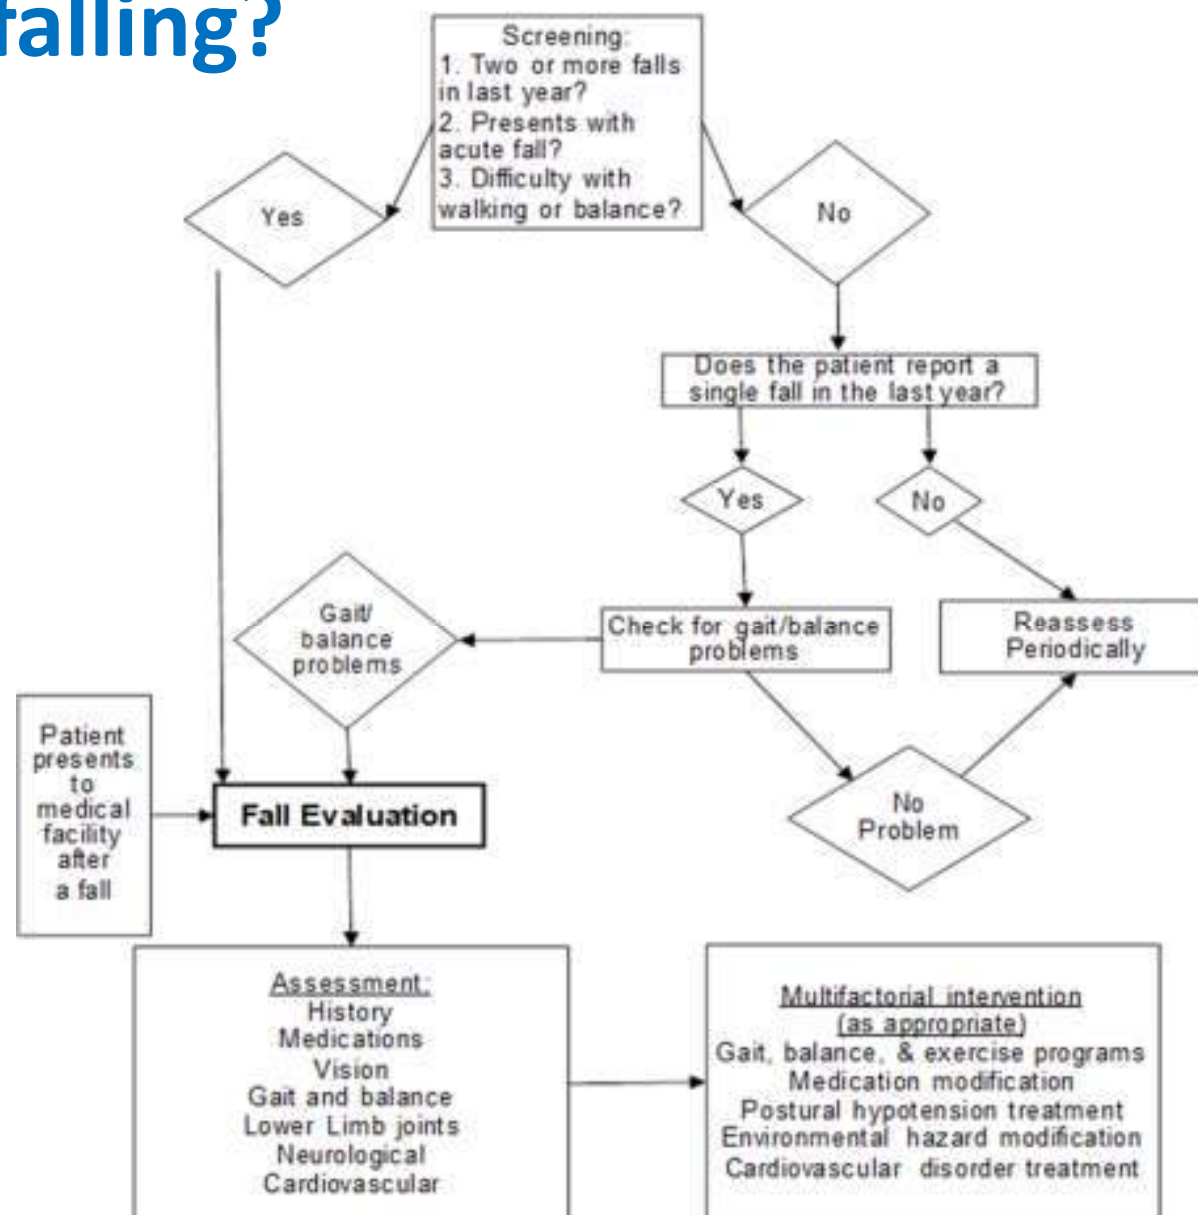 falling?
Screening:
1. Two or more falls
in last year?
2. Presents with
acute fall?
3. Difficulty with
walking or balance?
Yes
No
Does the patient report a
single fall in the last year?
Yes
No
Gait/
balance
problems
Check for gait/balance
problems
Reassess
Periodically
Patient
presents
to
medical
facility
after
a fall
Fall Evaluation
No
Problem
Assessment:
History
Medications
Vision
Gait and balance
Lower Limb joints
Neurological
Cardiovascular
Multifactorial intervention
(as appropriate)
Gait, balance, & exercise programs
Medication modification
Postural hypotension treatment
Environmental hazard modification
Cardiovascular disorder treatment